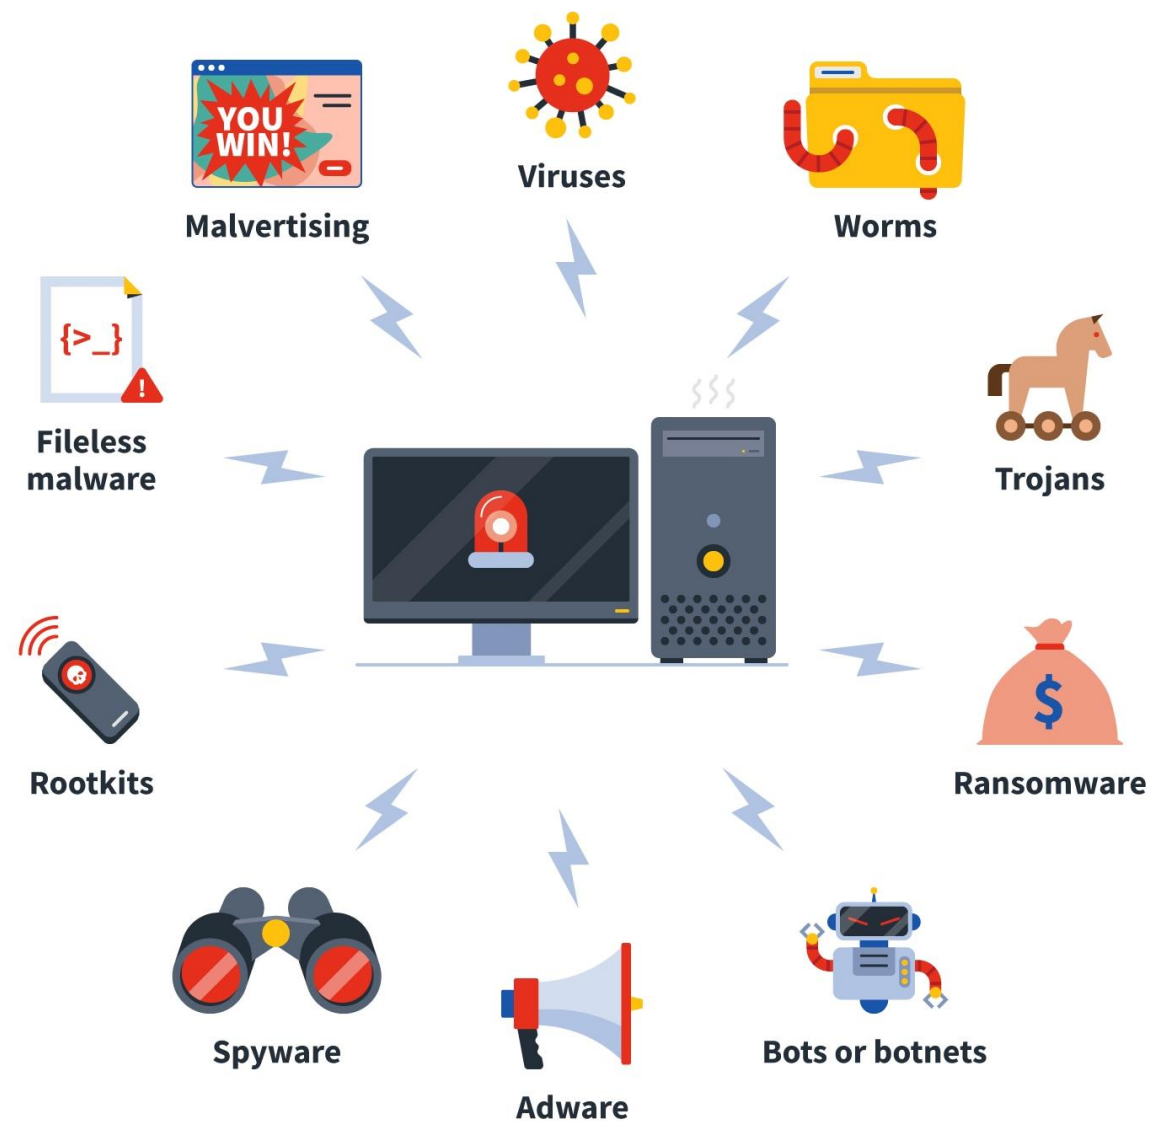 YOU
WIN!
Malvertising
Viruses
Worms
{>_}
!
Fileless
malware
Trojans
Rootkits
$
Ransomware
Spyware
Adware
Bots or botnets